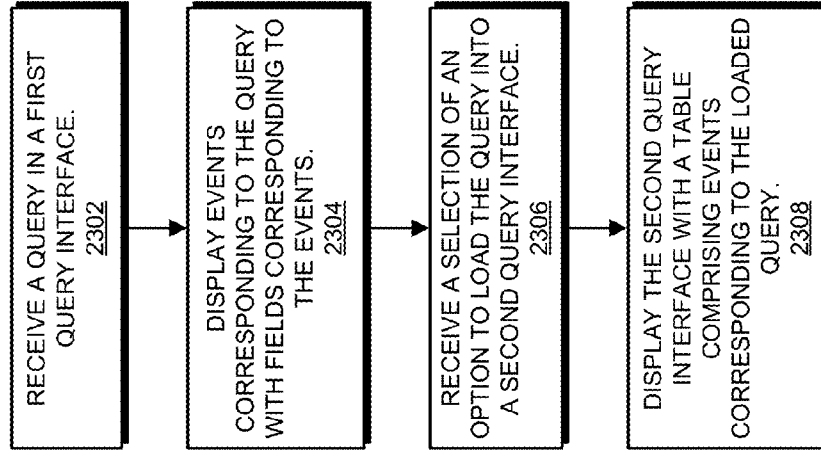 RECEIVE A QUERY IN A FIRST
QUERY INTERFACE.
2302
DISPLAY EVENTS
CORRESPONDING TO THE QUERY
WITH FIELDS CORRESPONDING TO
THE EVENTS.
2304
RECEIVE A SELECTION OF AN
OPTION TO LOAD THE QUERY INTO
A SECOND QUERY INTERFACE.
2306
DISPLAY THE SECOND QUERY
INTERFACE WITH A TABLE
COMPRISING EVENTS
CORRESPONDING TO THE LOADED
QUERY.
2308